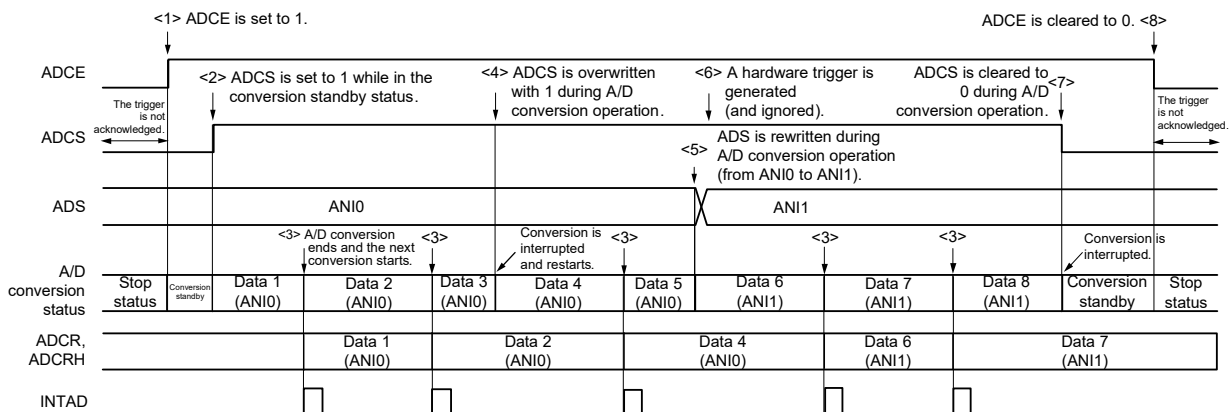 <1> ADCE is set to 1.
ADCE is cleared to 0. <8>
ADCE
<2> ADCS is set to 1 while in the
conversion standby status.
<4> ADCS is overwritten
with 1 during A/D
conversion operation.
<6> A hardware trigger is
generated
(and ignored).
ADCS is cleared to
0 during A/D <7>
conversion operation.
The trigger
is not
acknowledged.
The trigger
is not
acknowledged.
ADCS
<5> ADS is rewritten during
A/D conversion operation
(from ANI0 to ANI1).
ADS
ANI0
ANI1
<3> A/D conversion
ends and the next
conversion starts.
<3>
Conversion is
interrupted
and restarts.
<3>
<3>
<3>
Conversion is
interrupted.
A/D
conversion
status
Stop
status
Conversion
standby
Data 1
(ANI0)
Data 2
(ANI0)
Data 3
(ANI0)
Data 4
(ANI0)
Data 5
(ANI0)
Data 6
(ANI1)
Data 7
(ANI1)
Data 8
(ANI1)
Conversion
standby
Stop
status
ADCR,
ADCRH
Data 1
(ANI0)
Data 2
(ANI0)
Data 4
(ANI0)
Data 6
(ANI1)
Data 7
(ANI1)
INTAD